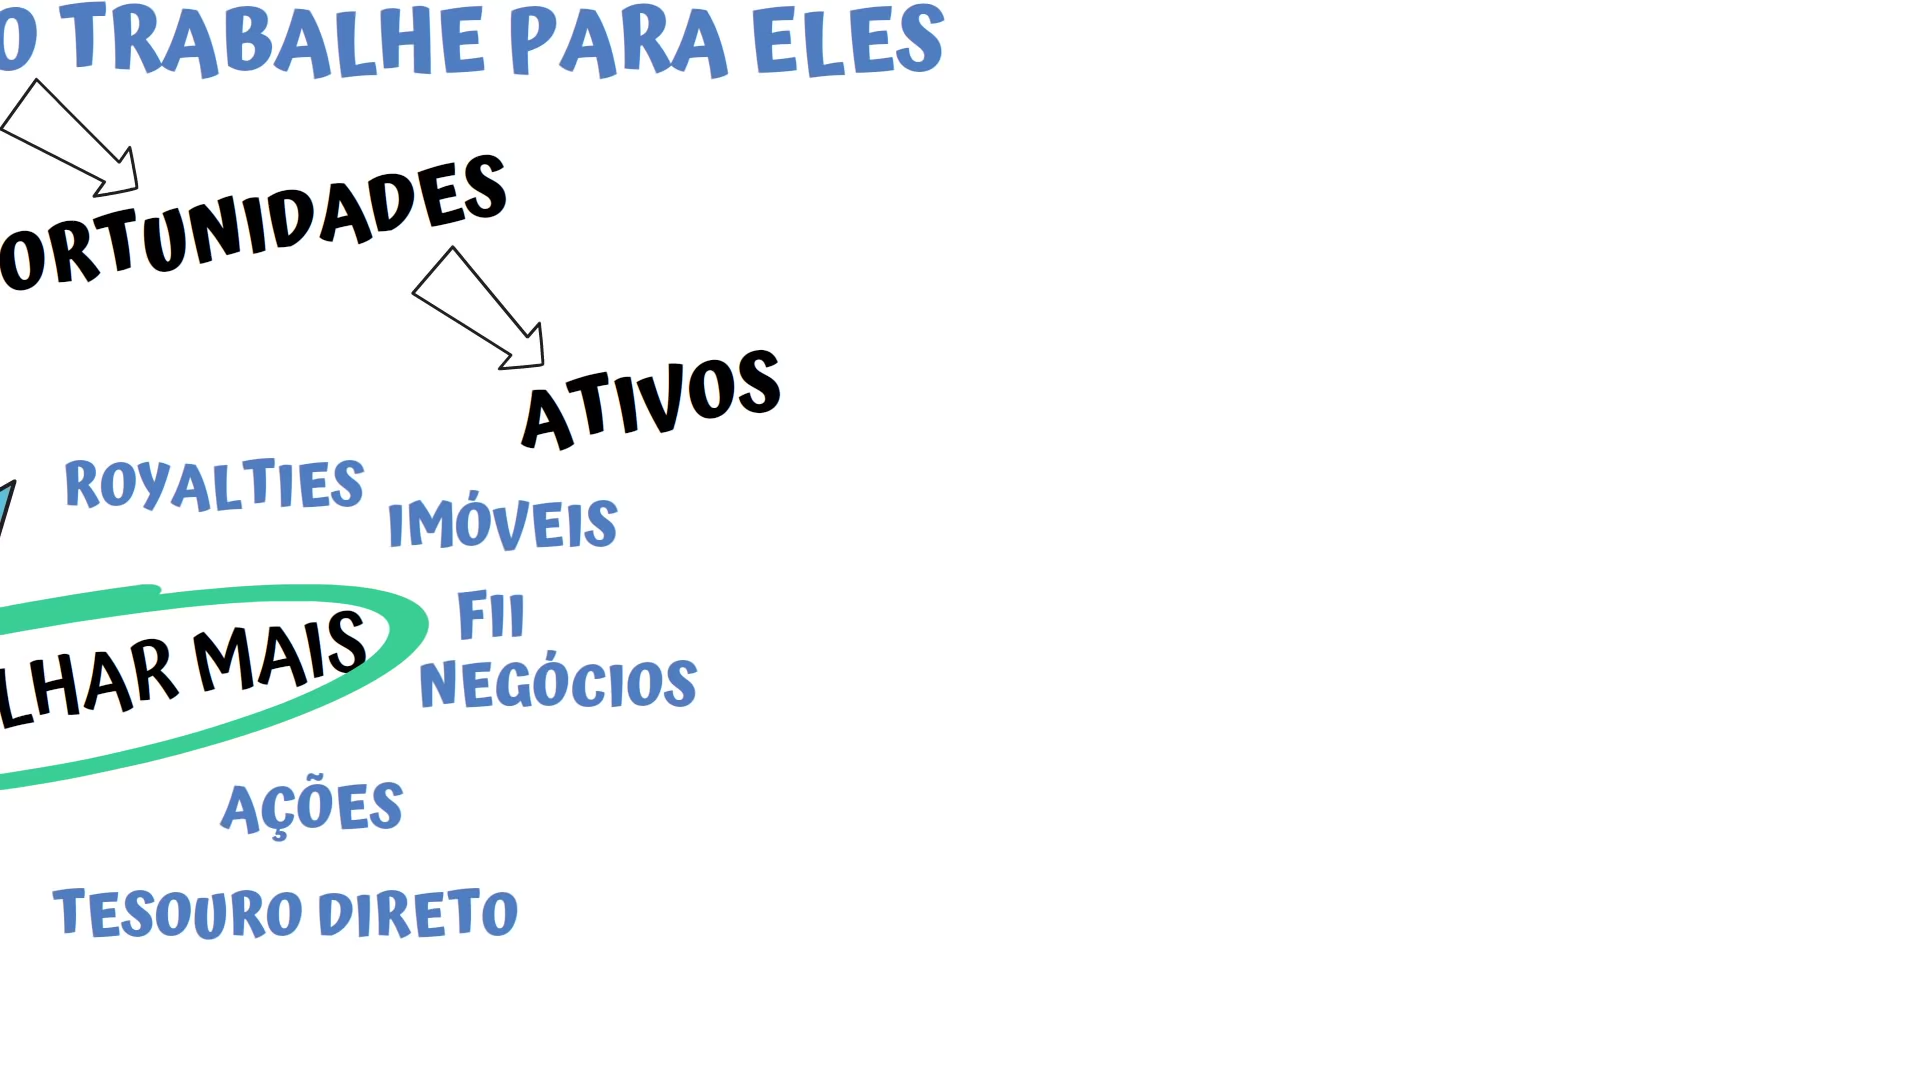 O TRABALHE PARA ELES
ORTUNIDADES
ATIVOS
ROYALTIES
IMÓVEIS
FII
LHAR MAIS
NEGÓCIOS
AÇÕES
TESOURO DIRETO